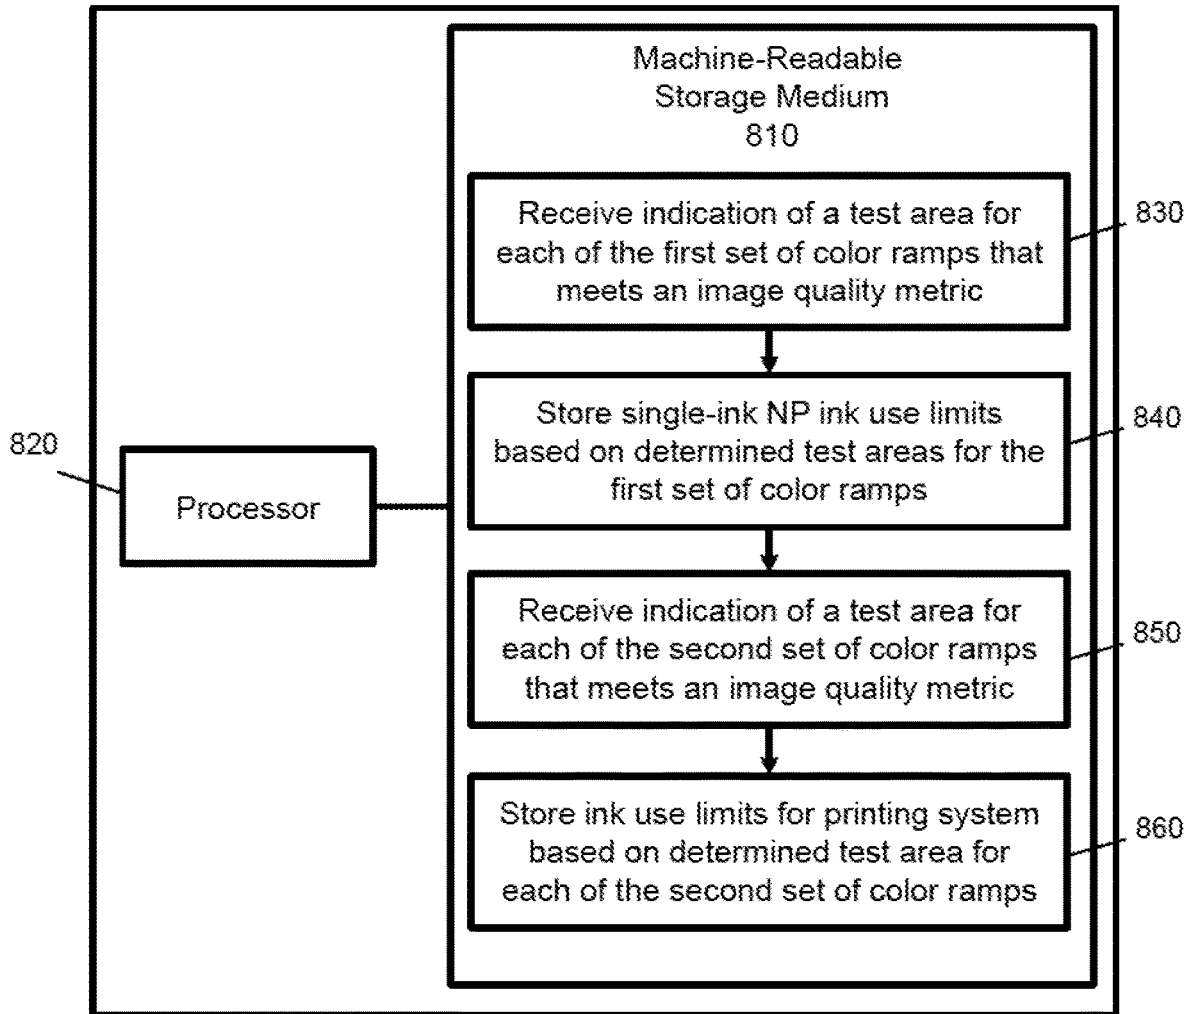 Machine-Readable
Storage Medium
810
Receive indication of a test area for
each of the first set of color ramps that
meets an image quality metric
830
Store single-ink NP ink use limits
based on determined test areas for the
first set of color ramps
840
820
Processor
Receive indication of a test area for
each of the second set of color ramps
that meets an image quality metric
850
Store ink use limits for printing system
based on determined test area for
each of the second set of color ramps
860